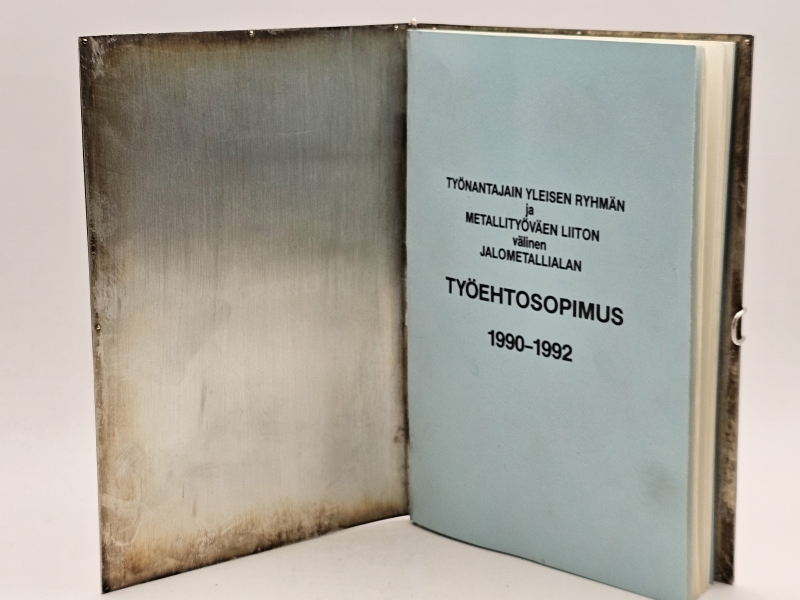 TYÖNANTAJAIN YLEISEN RYHMÄN
ja
METALLITYÖVÄEN LIITON
välinen
JALOMETALLIALAN
TYÖEHTOSOPIMUS
1990–1992